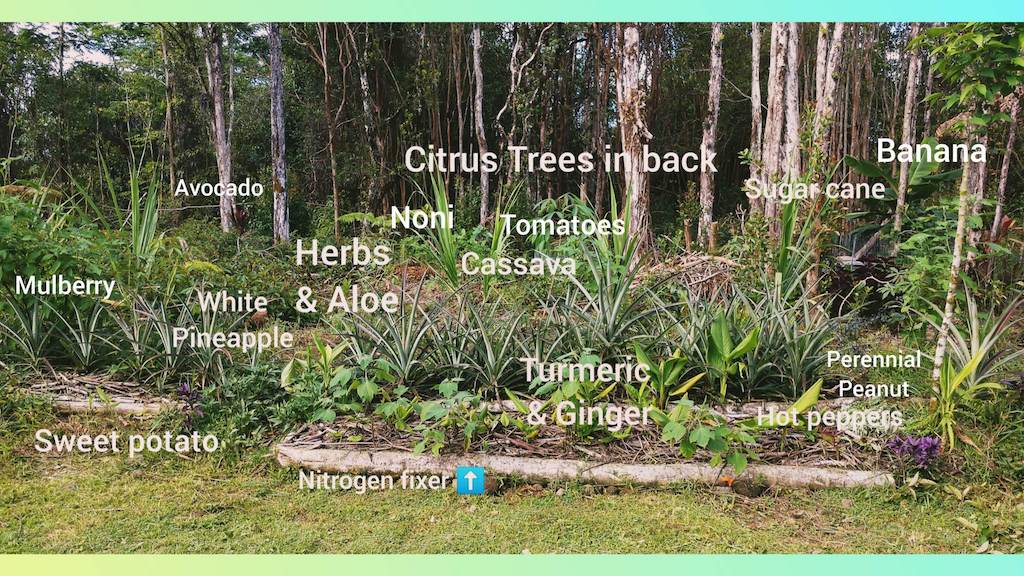 Citrus Trees in back
Banana
Avocado
Sugar cane
Noni
Tomatoes
Herbs
& Aloe
Cassava
Mulberry
White
Pineapple
Turmeric
& Ginger
Perennial
Peanut
Hot peppers
Sweet potato
Nitrogen fixer ⬆️